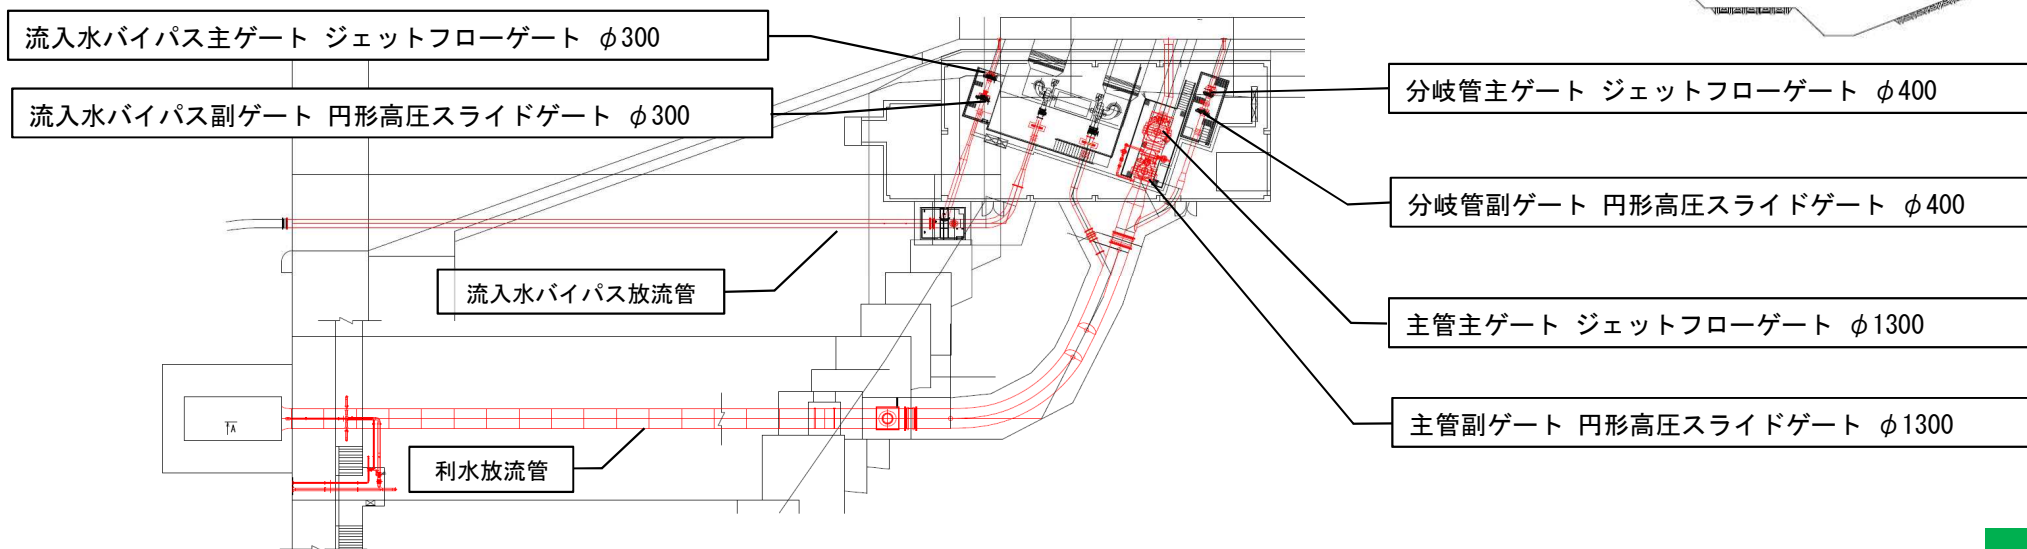 流入水バイパス主ゲート ジェットフローゲート φ300
流入水バイパス副ゲート 円形高圧スライドゲート φ300
分岐管主ゲート ジェットフローゲート φ400
分岐管副ゲート 円形高圧スライドゲート φ400
流入水バイパス放流管
主管主ゲート ジェットフローゲート φ1300
主管副ゲート 円形高圧スライドゲート φ1300
A
利水放流管